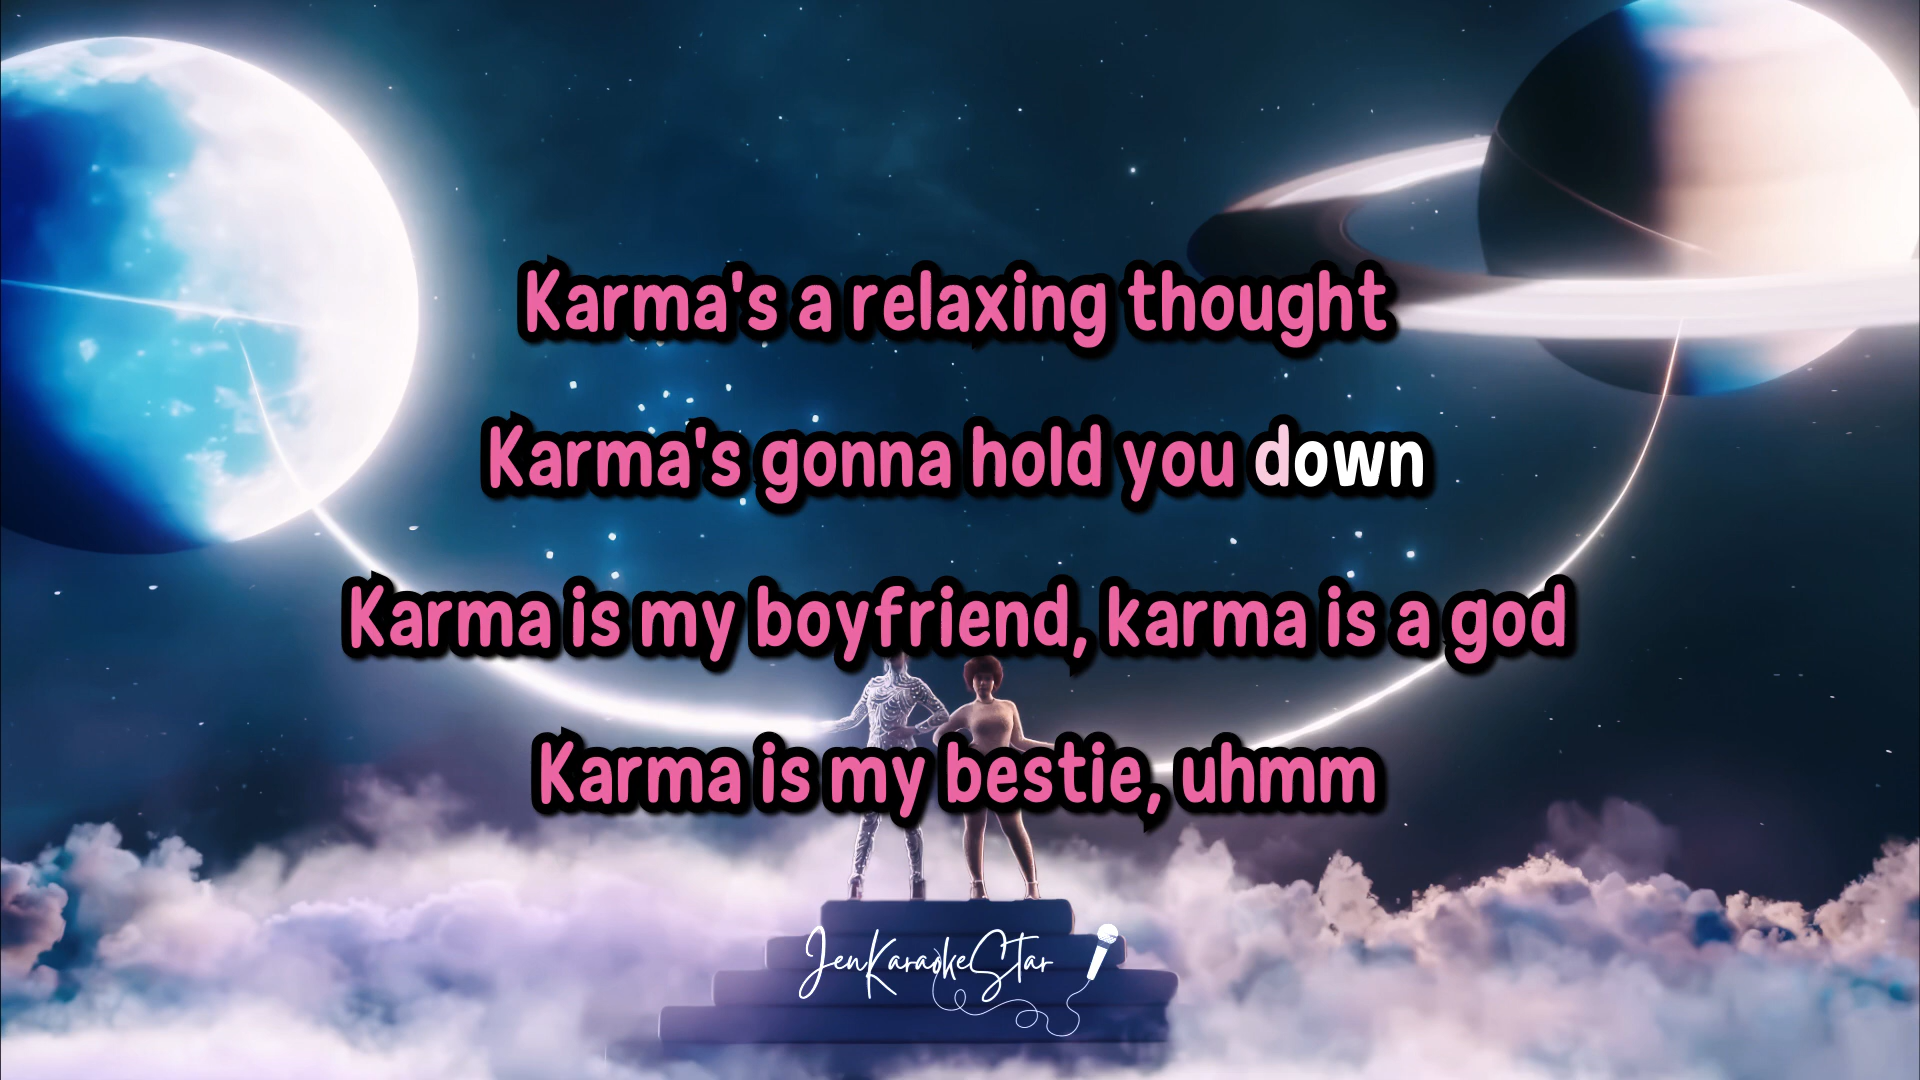 Karma's a relaxing thought
Karma's gonna hold you down
Karma is my boyfriend, karma is a god
Karma is my bestie, uhmm
JenKaraokeStar